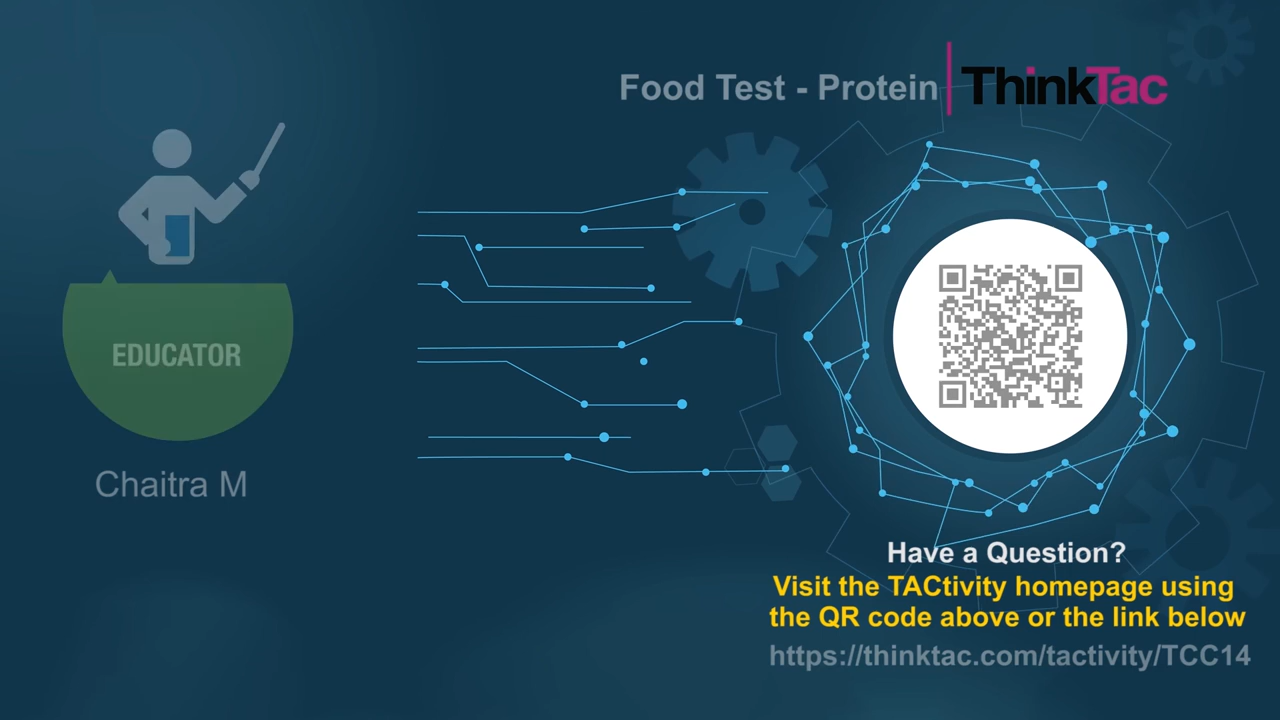 Food Test - Protein
ThinkTac
EDUCATOR
Chaitra M
Have a Question?
Visit the TACtivity homepage using
the QR code above or the link below
https://thinktac.com/tactivity/TCC14